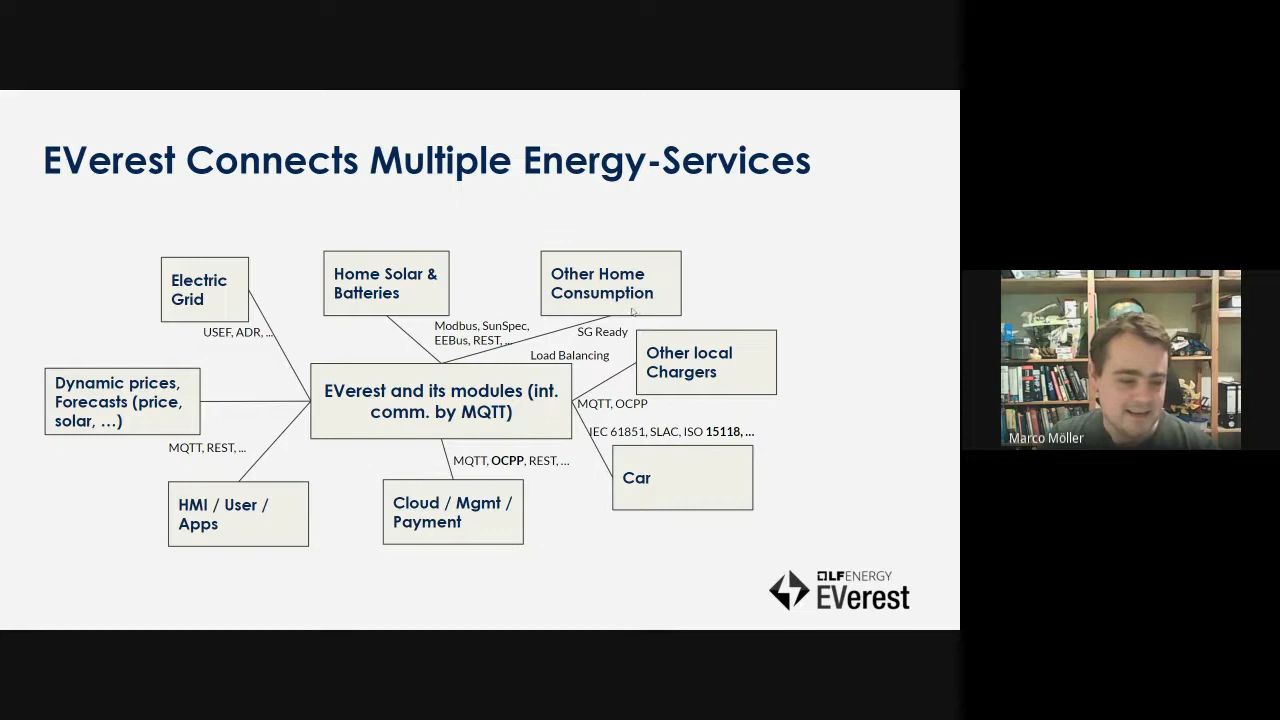 EVerest Connects Multiple Energy-Services
Electric
Grid
Home Solar &
Batteries
Other Home
Consumption
USEF, ADR, ...
Modbus, SunSpec,
EEBus, REST, ...
SG Ready
Load Balancing
Other local
Chargers
Dynamic prices,
Forecasts (price,
solar, ...)
EVerest and its modules (int.
comm. by MQTT)
MQTT, OCPP
IEC 61851, SLAC, ISO 15118, ...
MQTT, REST, ...
MQTT, OCPP, REST, ...
Car
HMI / User /
Apps
Cloud / Mgmt /
Payment
LFENERGY
EVerest
Marco Möller